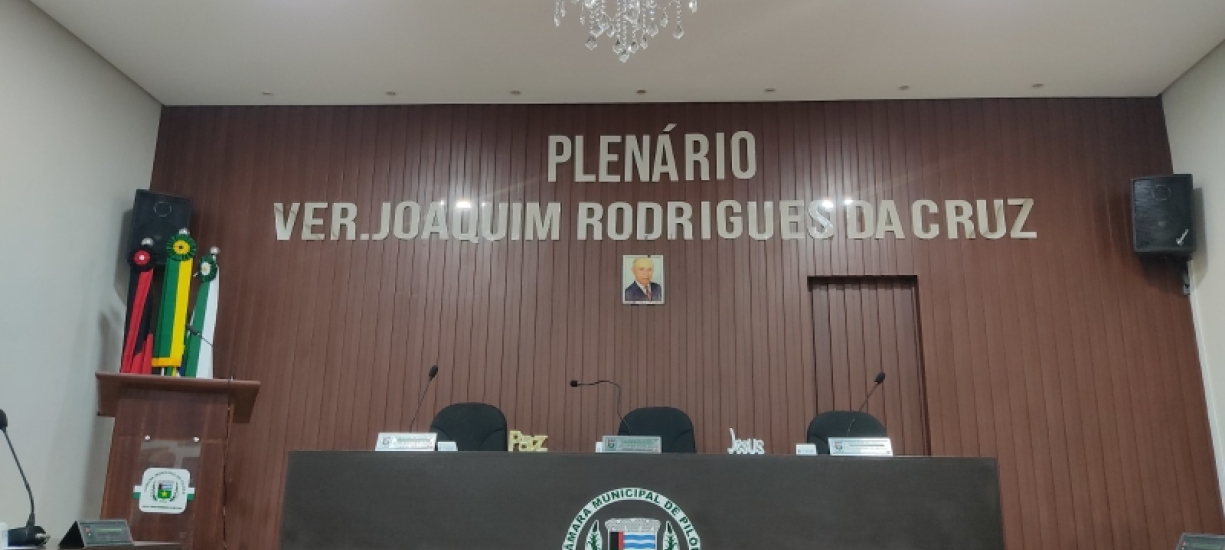 PLENÁRIO
VER.JOAQUIM RODRIGUES DA CRUZ
Paz
Jesus
CÂMARA MUNICIPAL DE PILO